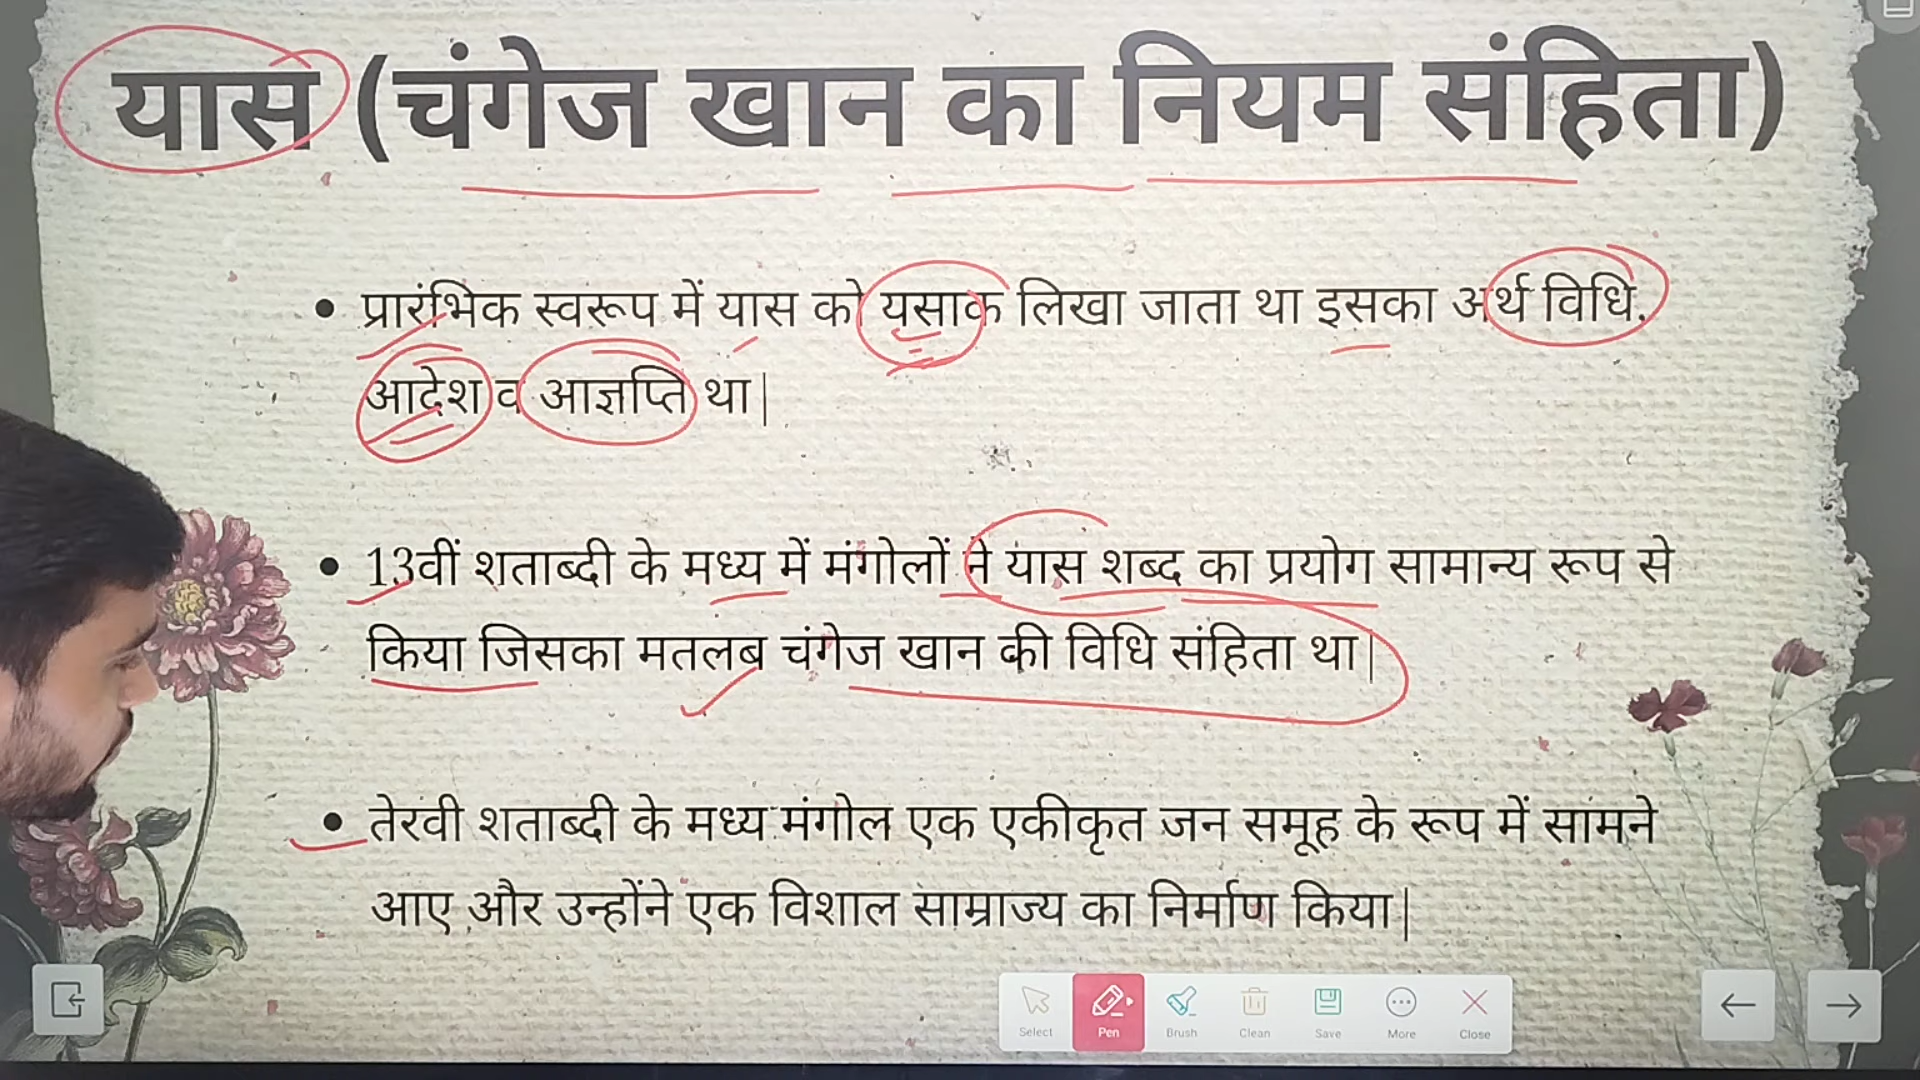 यास (चंगेज खान का नियम संहिता)
• प्रारंभिक स्वरूप में यास को यसाक लिखा जाता था इसका अर्थ विधि.
आदेश व आज्ञप्ति था|
• 13वीं शताब्दी के मध्य में मंगोलों ने यास शब्द का प्रयोग सामान्य रूप से
किया जिसका मतलब चंगेज खान की विधि संहिता था|
• तेरवी शताब्दी के मध्य मंगोल एक एकीकृत जन समूह के रूप में सामने
आए और उन्होंने एक विशाल साम्राज्य का निर्माण किया|
Select Pen Brush Clean Save More Close